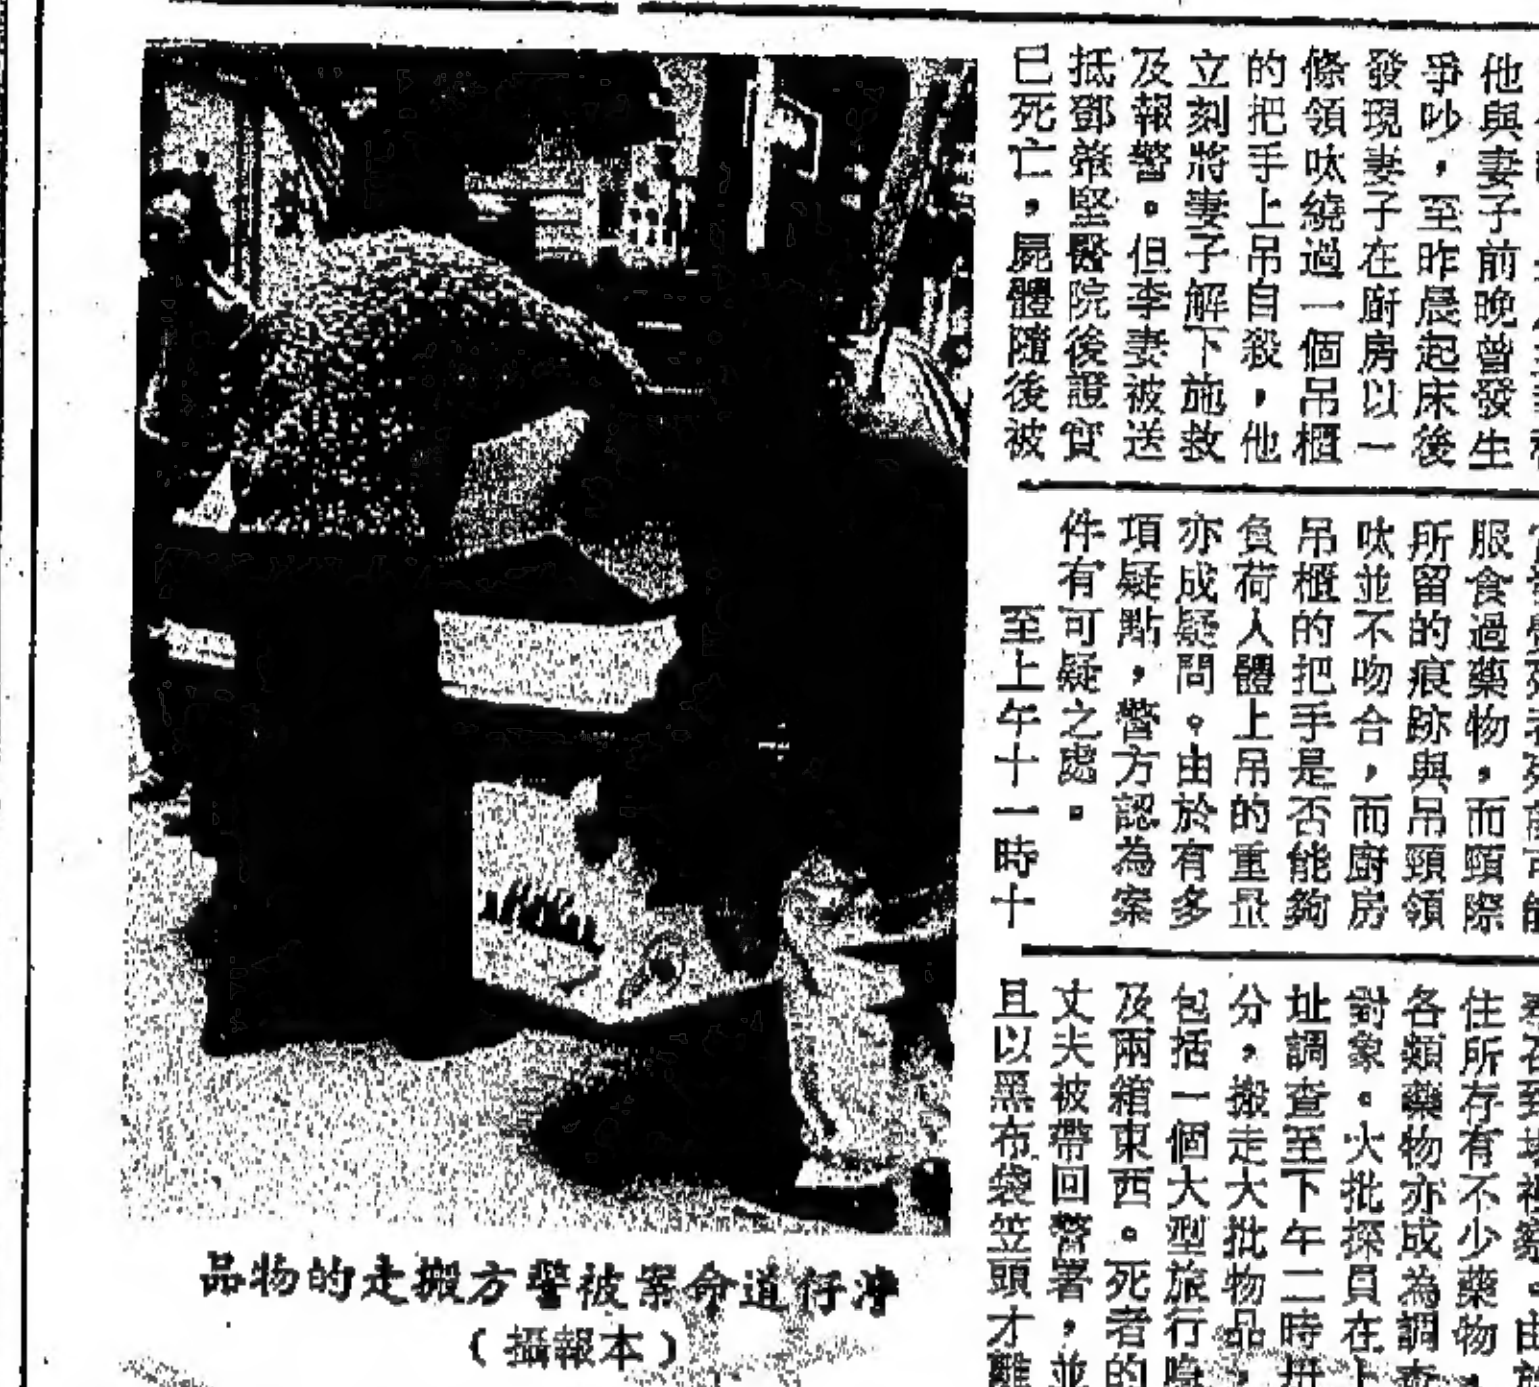 他與妻子前晚曾發生
爭吵，至昨晨起床後
發現妻子在廚房以一
條領呔繞過一個吊櫃
的把手上吊自殺，他
立刻將妻子解下施救
及報警。但李妻被送
抵鄧肇堅醫院後證實
已死亡，屍體隨後被
服食過藥物，而頸際
所留的痕跡與吊頸領
呔並不吻合，而廚房
吊櫃的把手是否能夠
負荷人體上吊的重量
亦成疑問。由於有多
項疑點，警方認為案
件有可疑之處。
至上午十一時十
住所存有不少藥物，
各類藥物亦成為調查
對象。大批探員在上
址調查至下午二時卅
分，搬走大批物品，
包括一個大型旅行喼
及兩箱東西。死者的
丈夫被帶回警署，並
且以黑布袋笠頭才離
仔道命案被警方搬走的物品
（本報攝）